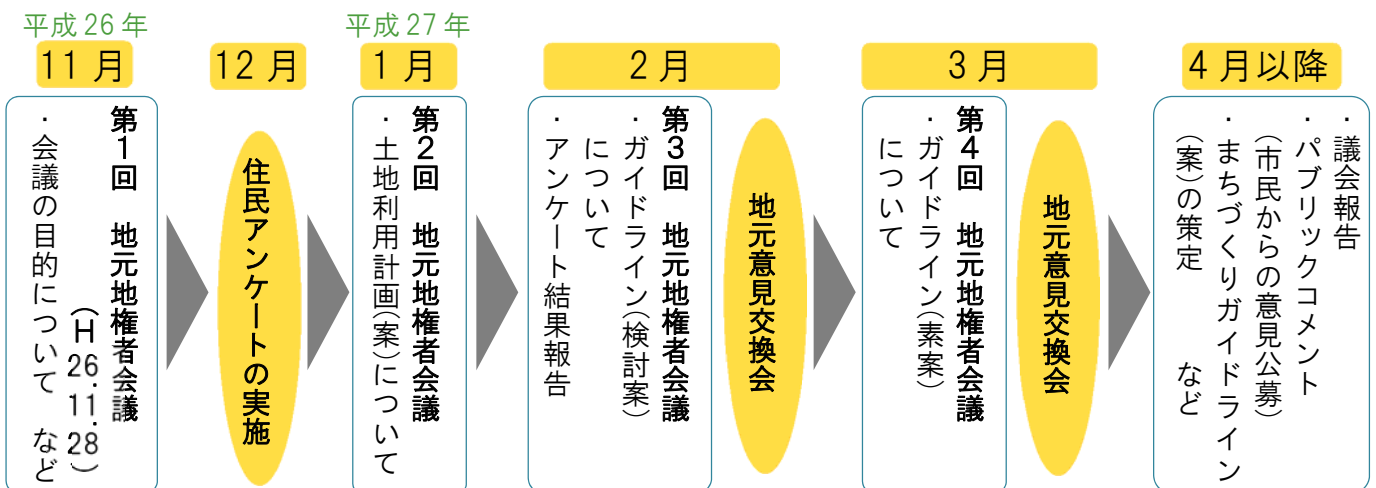 平成26年
11月
第1回 地元地権者会議
(H26.11.28)
・会議の目的について など
12月
住民アンケートの実施
平成27年
1月
第2回 地元地権者会議
・土地利用計画(案)について
2月
第3回 地元地権者会議
・ガイドライン(検討案)
について
・アンケート結果報告
地元意見交換会
3月
第4回 地元地権者会議
・ガイドライン(素案)
について
地元意見交換会
4月以降
・議会報告
・パブリックコメント
(市民からの意見公募)
・まちづくりガイドライン
(案)の策定 など